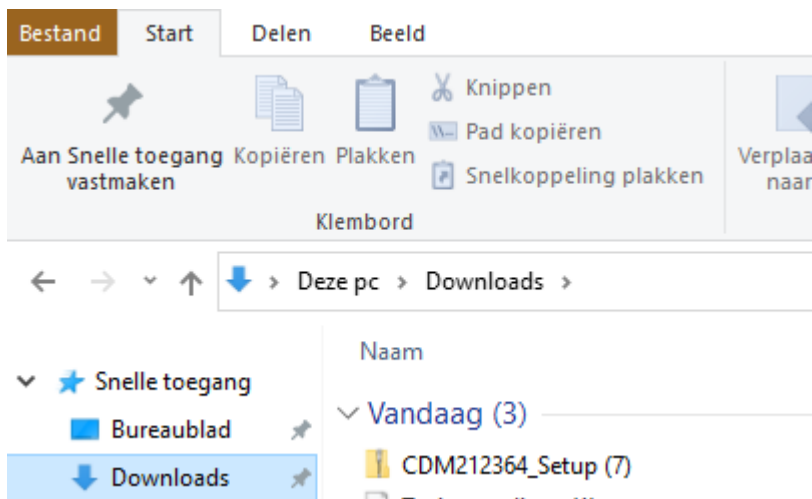 Bestand Start Delen Beeld
Knippen
Pad kopiëren
Aan Snelle toegang vastmaken
Kopiëren Plakken
Snelkoppeling plakken
naar
Klembord
Deze pc Downloads
Naam
Snelle toegang
Vandaag (3)
Bureaublad
CDM212364_Setup (7)
Downloads